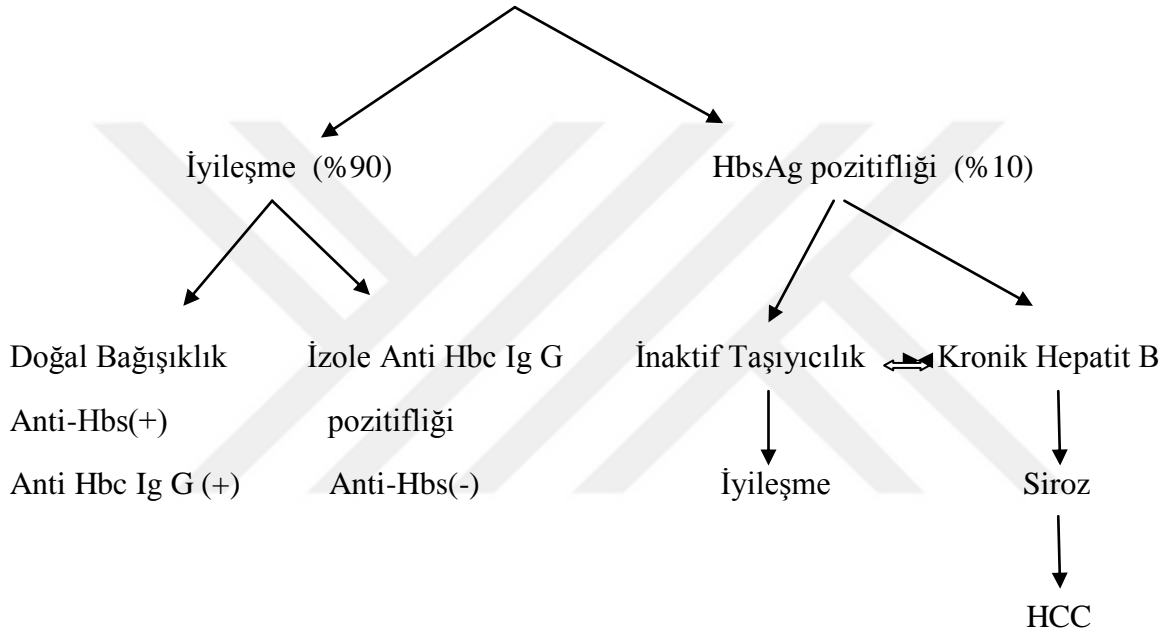 İyileşme (%90)
HbsAg pozitifliği (%10)
Doğal Bağışıklık
Anti-Hbs(+)
Anti Hbc Ig G (+)
İzole Anti Hbc Ig G
pozitifliği
Anti-Hbs(-)
İnaktif Taşıyıcılık
İyileşme
Kronik Hepatit B
Siroz
HCC